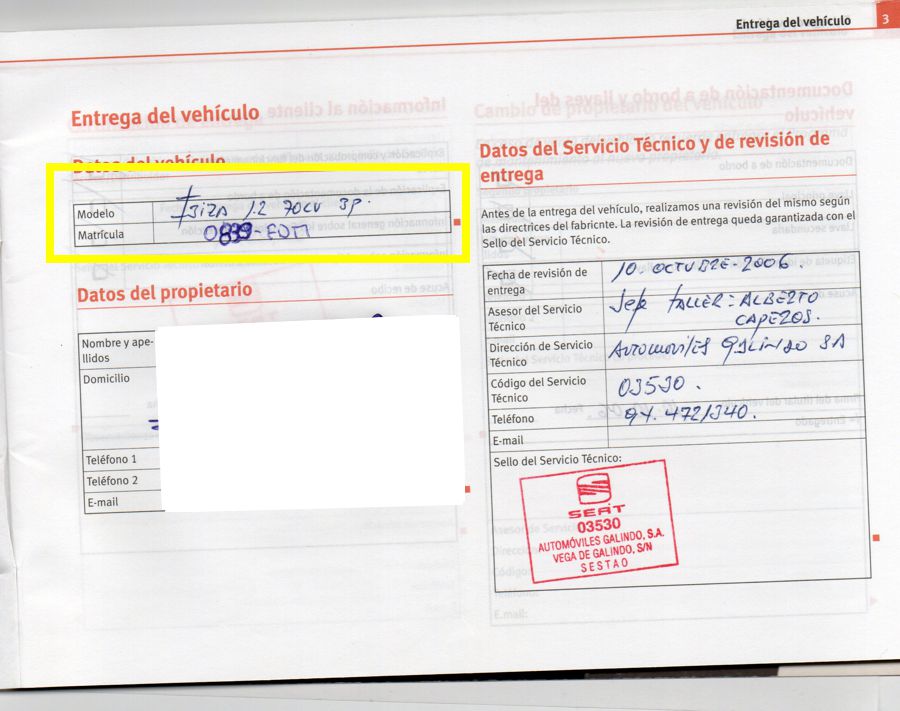 Entrega del vehículo
3
Entrega del vehículo
Datos del vehículo
Modelo IBIZA 1.2 70CV 3P.
Matrícula
Datos del propietario
Nombre y ape-
llidos
Domicilio
Teléfono 1
Teléfono 2
E-mail
Datos del Servicio Técnico y de revisión de
entrega
Antes de la entrega del vehículo, realizamos una revisión del mismo según
las directrices del fabricante. La revisión de entrega queda garantizada con el
Sello del Servicio Técnico.
Fecha de revisión de
entrega
10. OCTUBRE-2006.
Asesor del Servicio
Técnico
Jefe TALLER: ALBERTO
CAPEZOS.
Dirección de Servicio
Técnico
AUTOMOVILES GALINDO SA
Código del Servicio
Técnico
03530.
Teléfono
94.4721340.
E-mail
Sello del Servicio Técnico:
SEAT
03530
AUTOMÓVILES GALINDO, S.A.
VEGA DE GALINDO, S/N
SESTAO